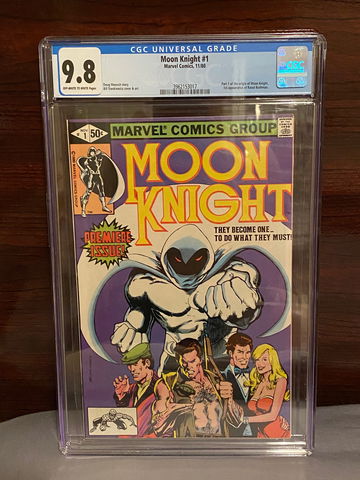 CGC UNIVERSAL GRADE
9.8
OFF-WHITE TO WHITE Pages
Moon Knight #1
Marvel Comics, 11/80
Doug Moench story
Bill Sienkiewicz cover & art
3962153017
Part 1 of the origin of Moon Knight.
1st appearance of Raoul Bushman.
1
50¢
MARVEL COMICS GROUP
MOON
KNIGHT
PREMIERE
ISSUE!
THEY BECOME ONE...
TO DO WHAT THEY MUST!